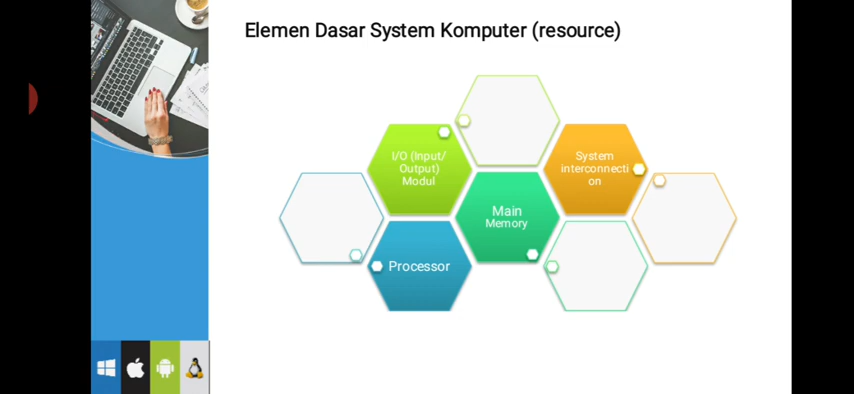 Elemen Dasar System Komputer (resource)
I/O (Input/
Output)
Modul
System
interconnecti
on
Main
Memory
Processor